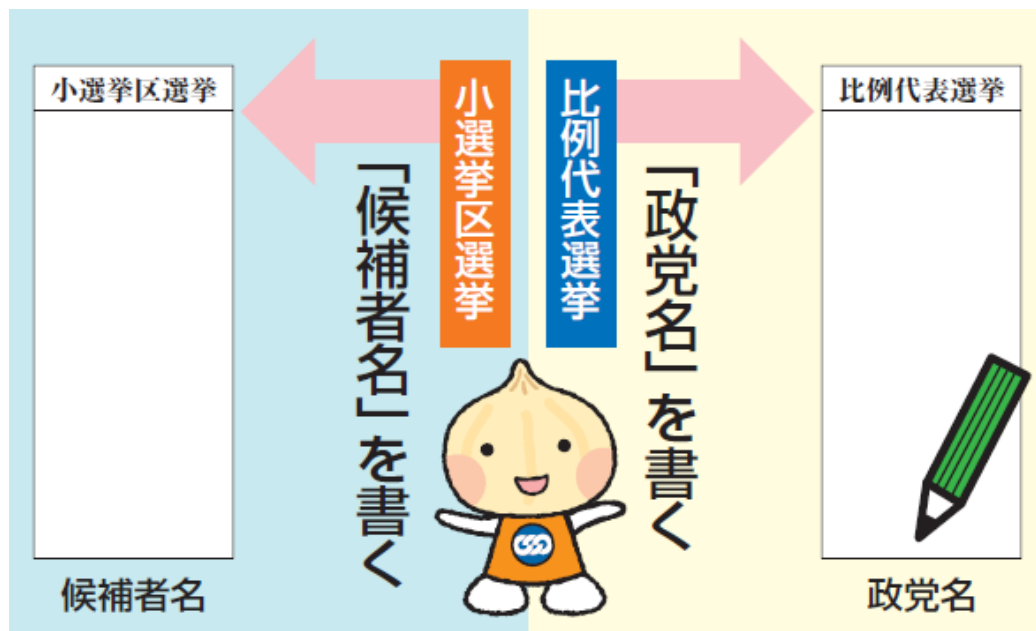 小選挙区選挙
候補者名
小選挙区選挙
「候補者名」を書く
比例代表選挙
「政党名」を書く
比例代表選挙
政党名